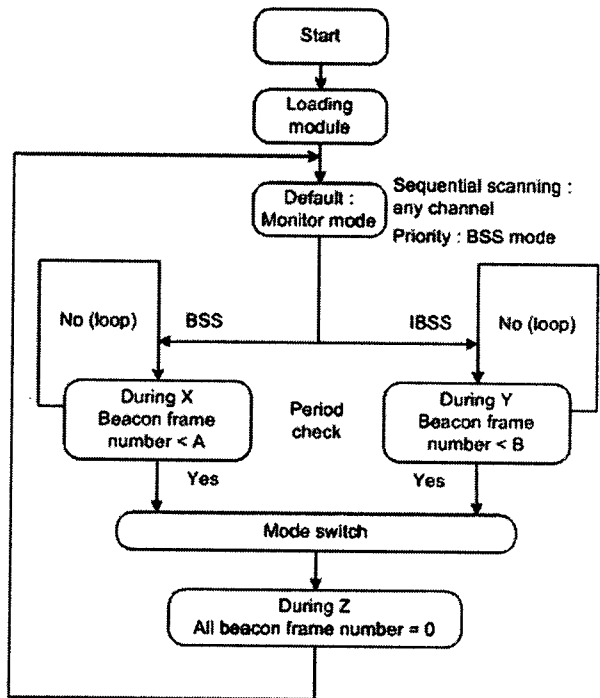 Start
Loading
module
Default :
Monitor mode
Sequential scanning :
any channel
Priority : BSS mode
No (loop)
BSS
IBSS
No (loop)
During X
Beacon frame
number < A
Period
check
During Y
Beacon frame
number < B
Yes
Yes
Mode switch
During Z
All beacon frame number = 0